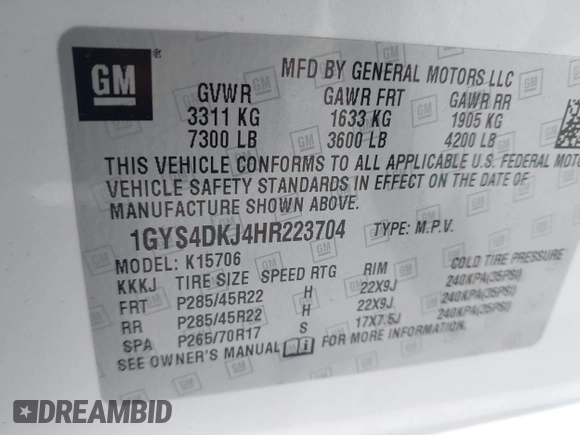 GM ®
MFD BY GENERAL MOTORS LLC
GVWR GAWR FRT GAWR RR
3311 KG 1633 KG 1905 KG
7300 LB 3600 LB 4200 LB
THIS VEHICLE CONFORMS TO ALL APPLICABLE U.S. FEDERAL MOT
VEHICLE SAFETY STANDARDS IN EFFECT ON THE DATE OF
MANUFACTURE SHOWN ABOVE.
1GYS4DKJ4HR223704 TYPE: M.P.V.
MODEL: K15706
KKKJ TIRE SIZE SPEED RTG RIM COLD TIRE PRESSURE
FRT P285/45R22 H 22X9J 240KPA(35PSI)
RR P285/45R22 H 22X9J 240KPA(35PSI)
SPA P265/70R17 S 17X7.5J 240KPA(35PSI)
SEE OWNER'S MANUAL FOR MORE INFORMATION.
DREAMBID